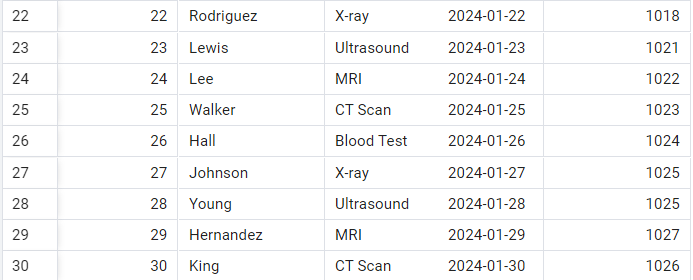 22 22 Rodriguez X-ray 2024-01-22 1018
23 23 Lewis Ultrasound 2024-01-23 1021
24 24 Lee MRI 2024-01-24 1022
25 25 Walker CT Scan 2024-01-25 1023
26 26 Hall Blood Test 2024-01-26 1024
27 27 Johnson X-ray 2024-01-27 1025
28 28 Young Ultrasound 2024-01-28 1025
29 29 Hernandez MRI 2024-01-29 1027
30 30 King CT Scan 2024-01-30 1026